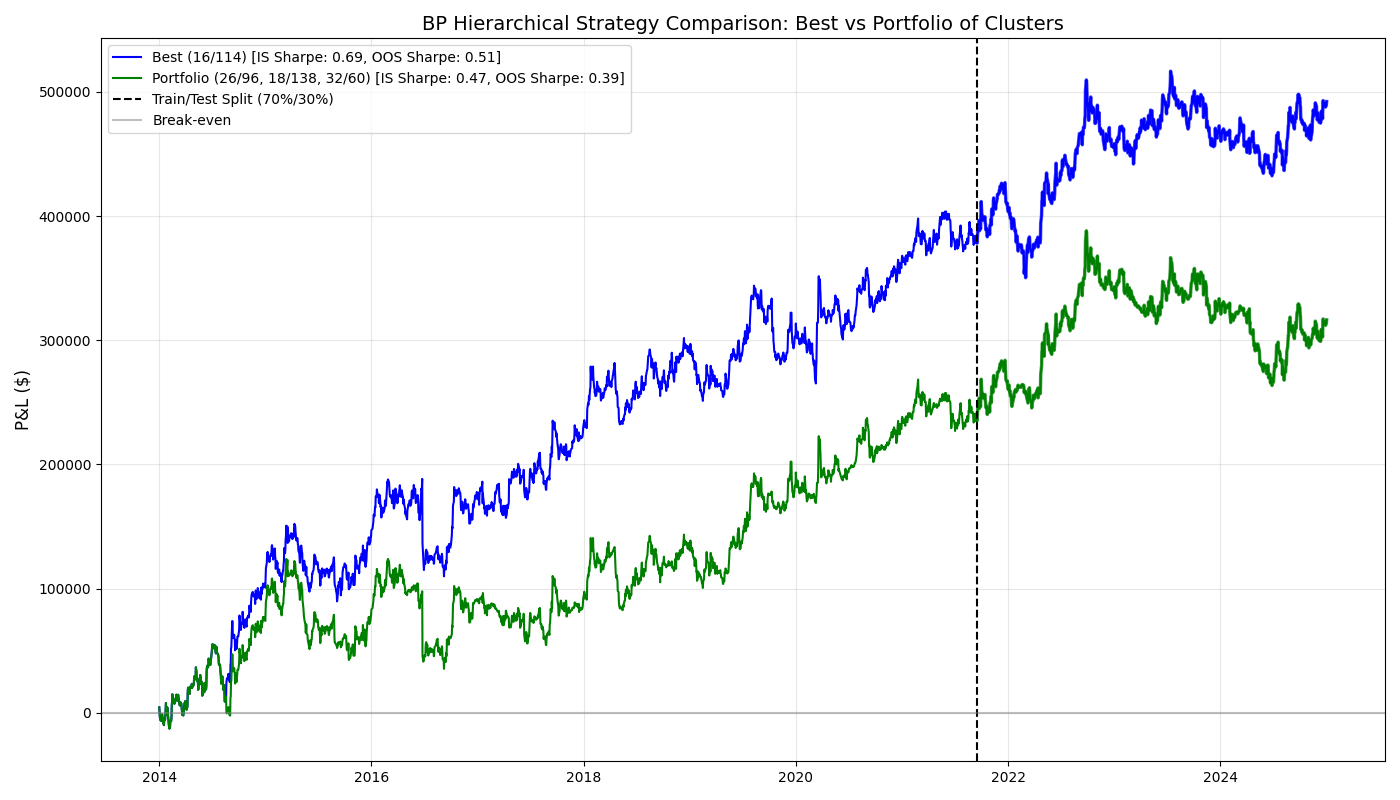 BP Hierarchical Strategy Comparison: Best vs Portfolio of Clusters
Best (16/114) [IS Sharpe: 0.69, OOS Sharpe: 0.51]
Portfolio (26/96, 18/138, 32/60) [IS Sharpe: 0.47, OOS Sharpe: 0.39]
Train/Test Split (70%/30%)
Break-even
P&L ($)
500000
400000
300000
200000
100000
0
2014 2016 2018 2020 2022 2024